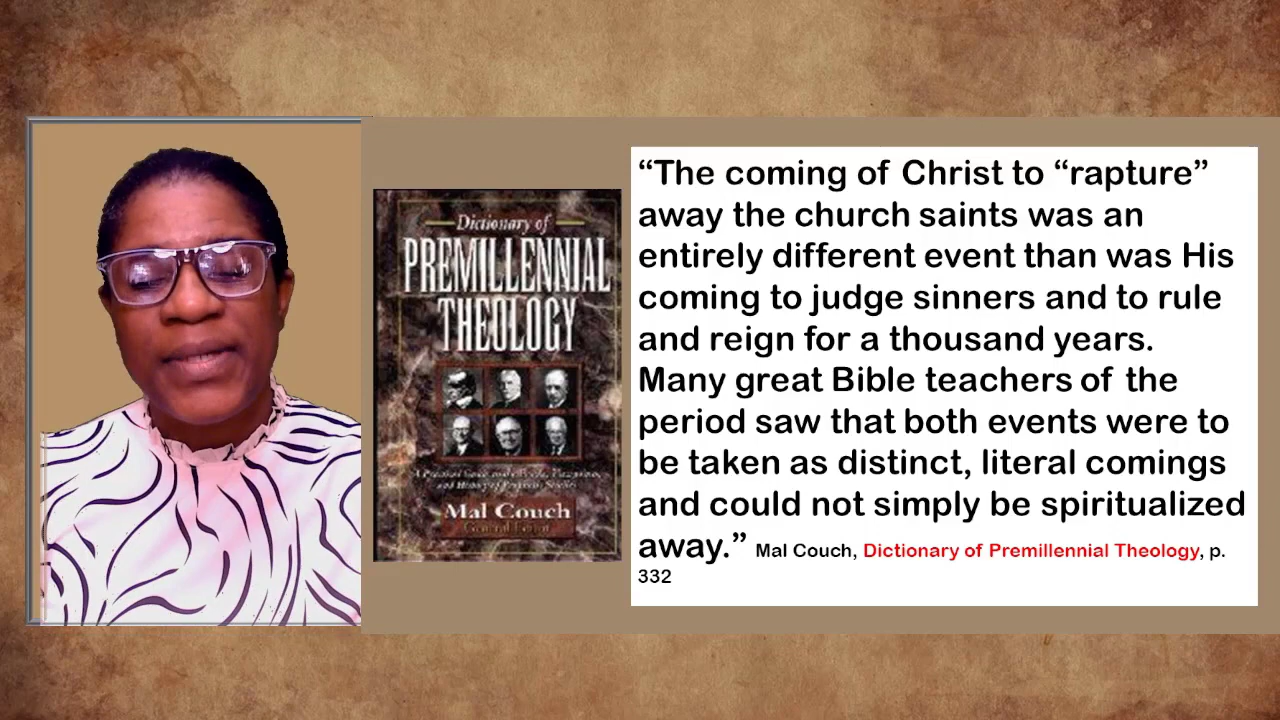 Dictionary of
PREMILLENNIAL
THEOLOGY
Mal Couch
General Editor
“The coming of Christ to “rapture”
away the church saints was an
entirely different event than was His
coming to judge sinners and to rule
and reign for a thousand years.
Many great Bible teachers of the
period saw that both events were to
be taken as distinct, literal comings
and could not simply be spiritualized
away.” Mal Couch, Dictionary of Premillennial Theology, p.
332